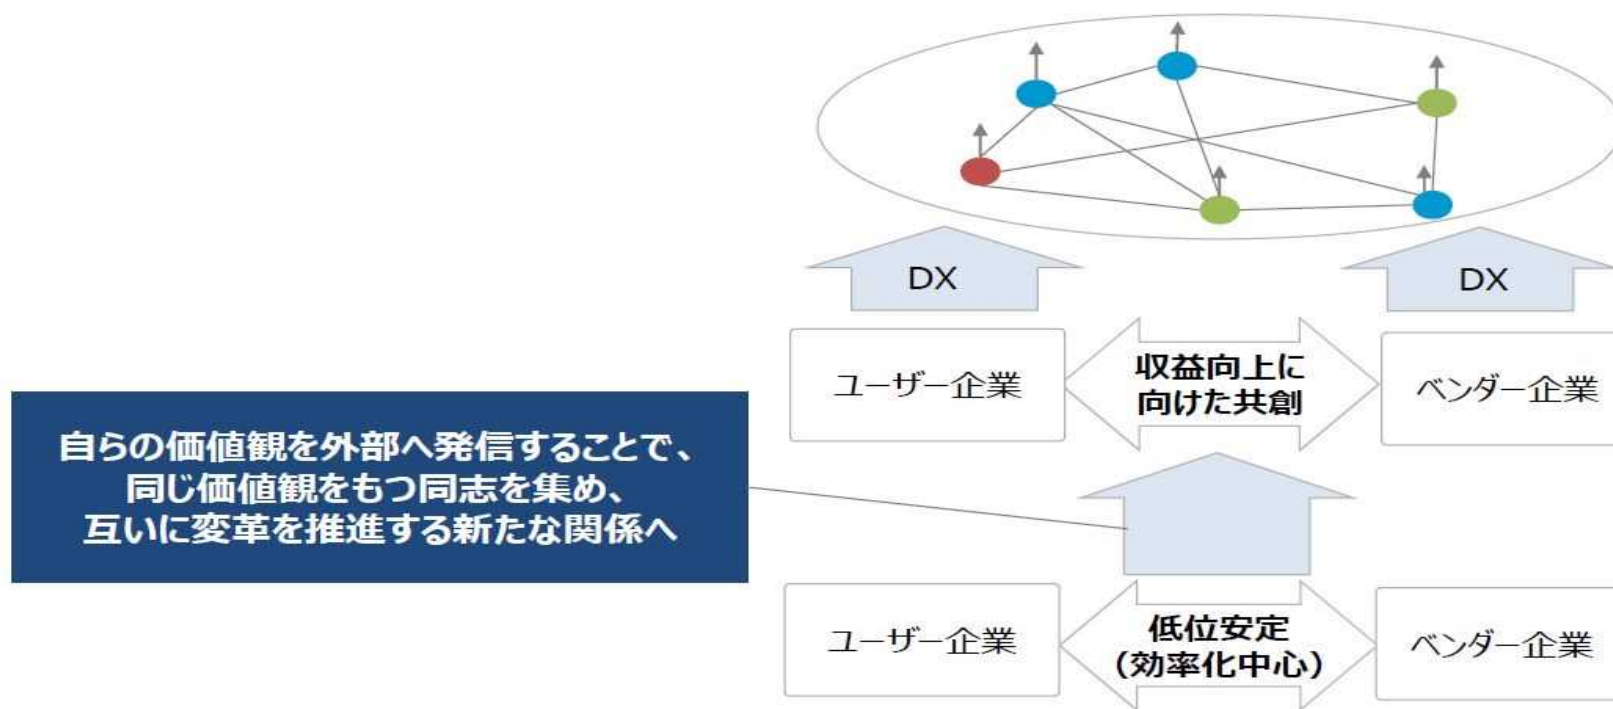 DX
DX
ユーザー企業
収益向上に
向けた共創
ベンダー企業
自らの価値観を外部へ発信することで、
同じ価値観をもつ同志を集め、
互いに変革を推進する新たな関係へ
ユーザー企業
低位安定
（効率化中心）
ベンダー企業